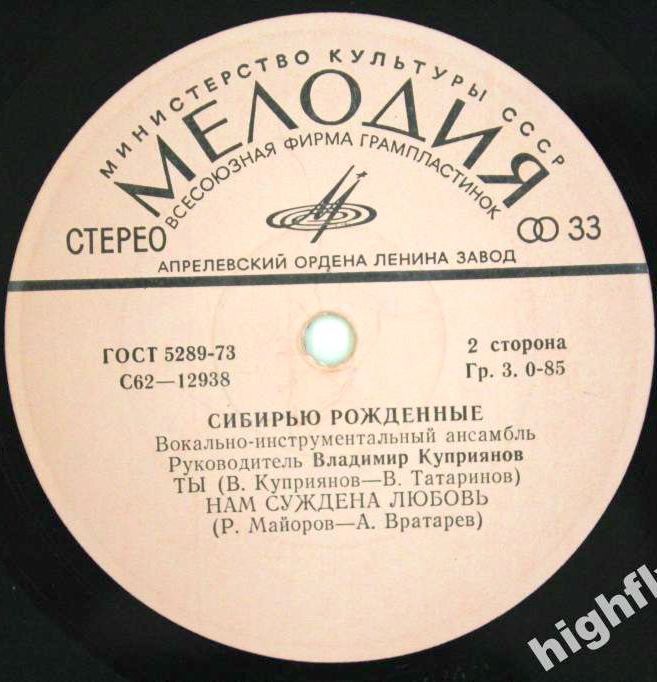 МИНИСТЕРСТВО КУЛЬТУРЫ СССР
МЕЛОДИЯ
ВСЕСОЮЗНАЯ ФИРМА ГРАМПЛАСТИНОК
СТЕРЕО
33
АПРЕЛЕВСКИЙ ОРДЕНА ЛЕНИНА ЗАВОД
ГОСТ 5289-73
2 сторона
С62—12938
Гр. 3. 0-85
СИБИРЬЮ РОЖДЕННЫЕ
Вокально-инструментальный ансамбль
Руководитель Владимир Куприянов
ТЫ (В. Куприянов—В. Татаринов)
НАМ СУЖДЕНА ЛЮБОВЬ
(Р. Майоров—А. Вратарев)